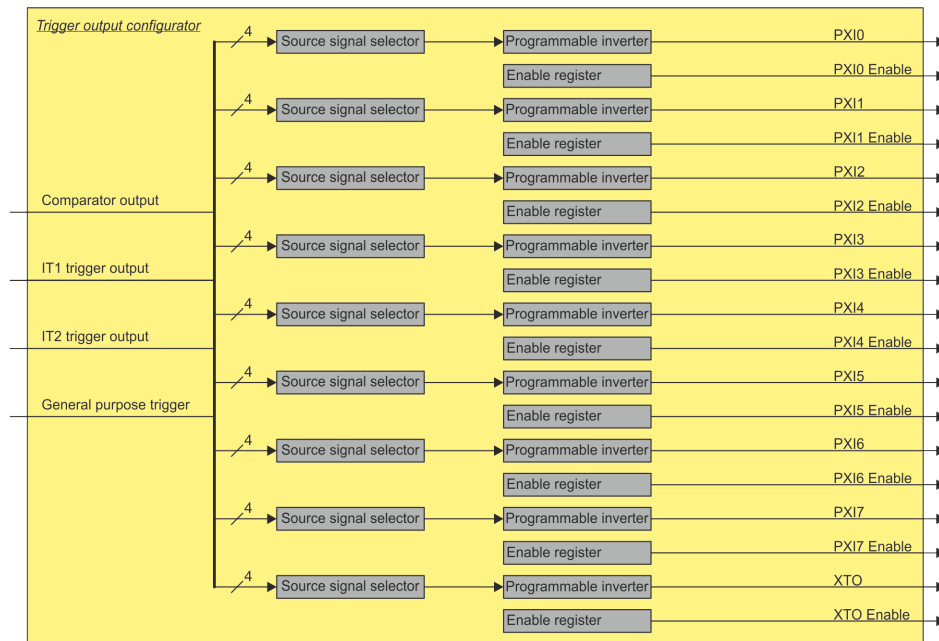 Trigger output configurator
4
Source signal selector
Programmable inverter
PXI0
Enable register
PXI0 Enable
4
Source signal selector
Programmable inverter
PXI1
Enable register
PXI1 Enable
4
Source signal selector
Programmable inverter
PXI2
Comparator output
Enable register
PXI2 Enable
4
Source signal selector
Programmable inverter
PXI3
IT1 trigger output
Enable register
PXI3 Enable
4
Source signal selector
Programmable inverter
PXI4
IT2 trigger output
Enable register
PXI4 Enable
4
Source signal selector
Programmable inverter
PXI5
General purpose trigger
Enable register
PXI5 Enable
4
Source signal selector
Programmable inverter
PXI6
Enable register
PXI6 Enable
4
Source signal selector
Programmable inverter
PXI7
Enable register
PXI7 Enable
4
Source signal selector
Programmable inverter
XTO
Enable register
XTO Enable